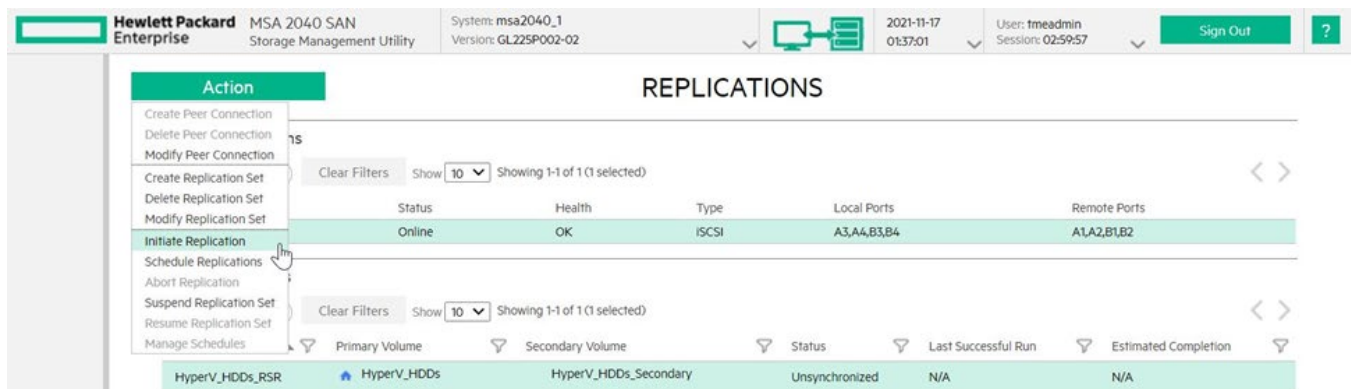 Hewlett Packard Enterprise
MSA 2040 SAN
Storage Management Utility
System: msa2040_1
Version: GL225P002-02
2021-11-17
01:37:01
User: tmeadmin
Session: 02:59:57
Sign Out
?
Action
REPLICATIONS
Create Peer Connection
Delete Peer Connection
Modify Peer Connection
Create Replication Set
Delete Replication Set
Modify Replication Set
Initiate Replication
Schedule Replications
Abort Replication
Suspend Replication Set
Resume Replication Set
Manage Schedules
Clear Filters Show 10 Showing 1-1 of 1 (1 selected)
Status Health Type Local Ports Remote Ports
Online OK iSCSI A3,A4,B3,B4 A1,A2,B1,B2
Clear Filters Show 10 Showing 1-1 of 1 (1 selected)
Primary Volume Secondary Volume Status Last Successful Run Estimated Completion
HyperV_HDDs_RSR HyperV_HDDs HyperV_HDDs_Secondary Unsynchronized N/A N/A